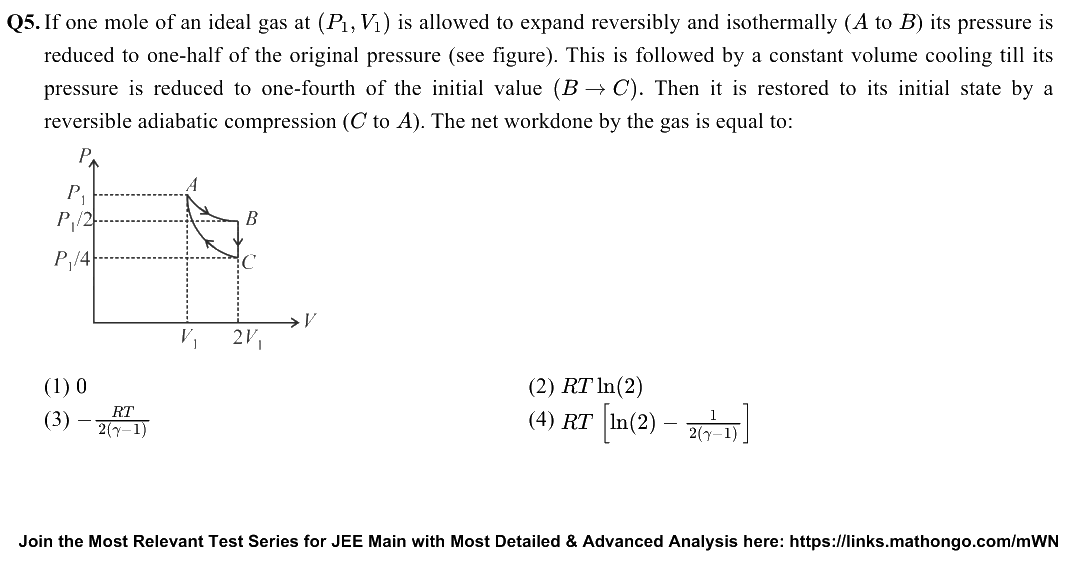 Q5. If one mole of an ideal gas at (P₁, V₁) is allowed to expand reversibly and isothermally (A to B) its pressure is
reduced to one-half of the original pressure (see figure). This is followed by a constant volume cooling till its
pressure is reduced to one-fourth of the initial value (B → C). Then it is restored to its initial state by a
reversible adiabatic compression (C to A). The net workdone by the gas is equal to:
P
P₁
A
P₁/2
B
P₁/4
C
V
V₁
2V₁
(1) 0
(2) RT ln(2)
(3) − RT / 2(γ−1)
(4) RT [ln(2) − 1 / 2(γ−1)]
Join the Most Relevant Test Series for JEE Main with Most Detailed & Advanced Analysis here: https://links.mathongo.com/mWN